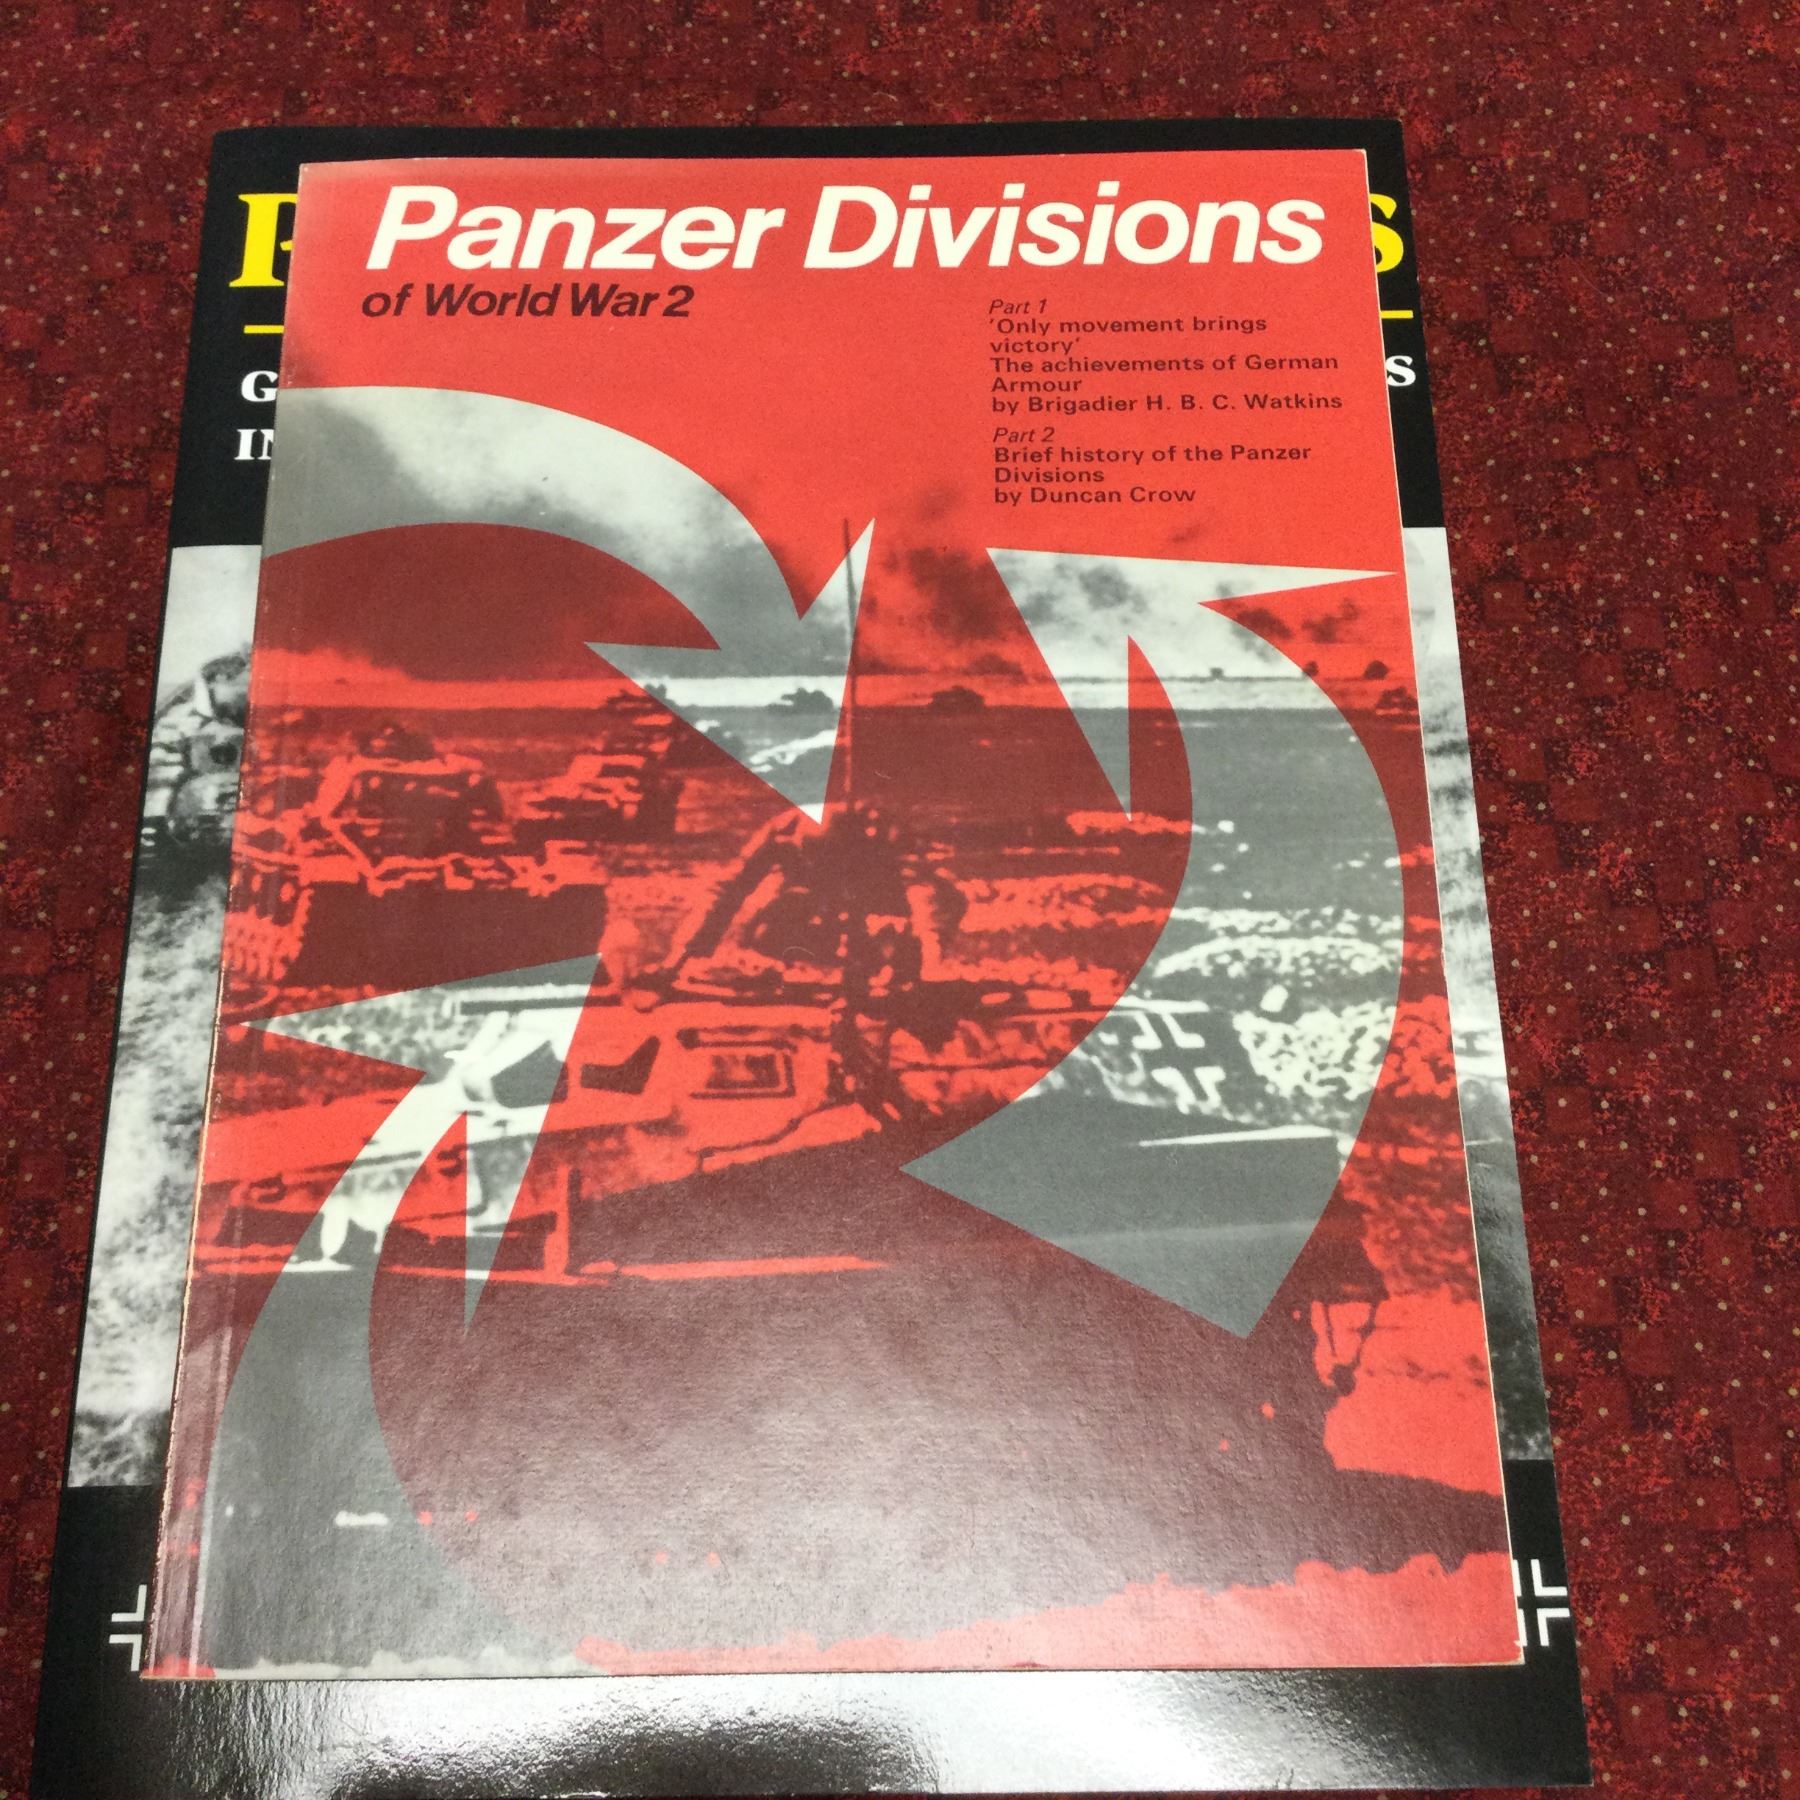 Panzer Divisions
of World War 2
Part 1
'Only movement brings
victory'
The achievements of German
Armour
by Brigadier H. B. C. Watkins
Part 2
Brief history of the Panzer
Divisions
by Duncan Crow